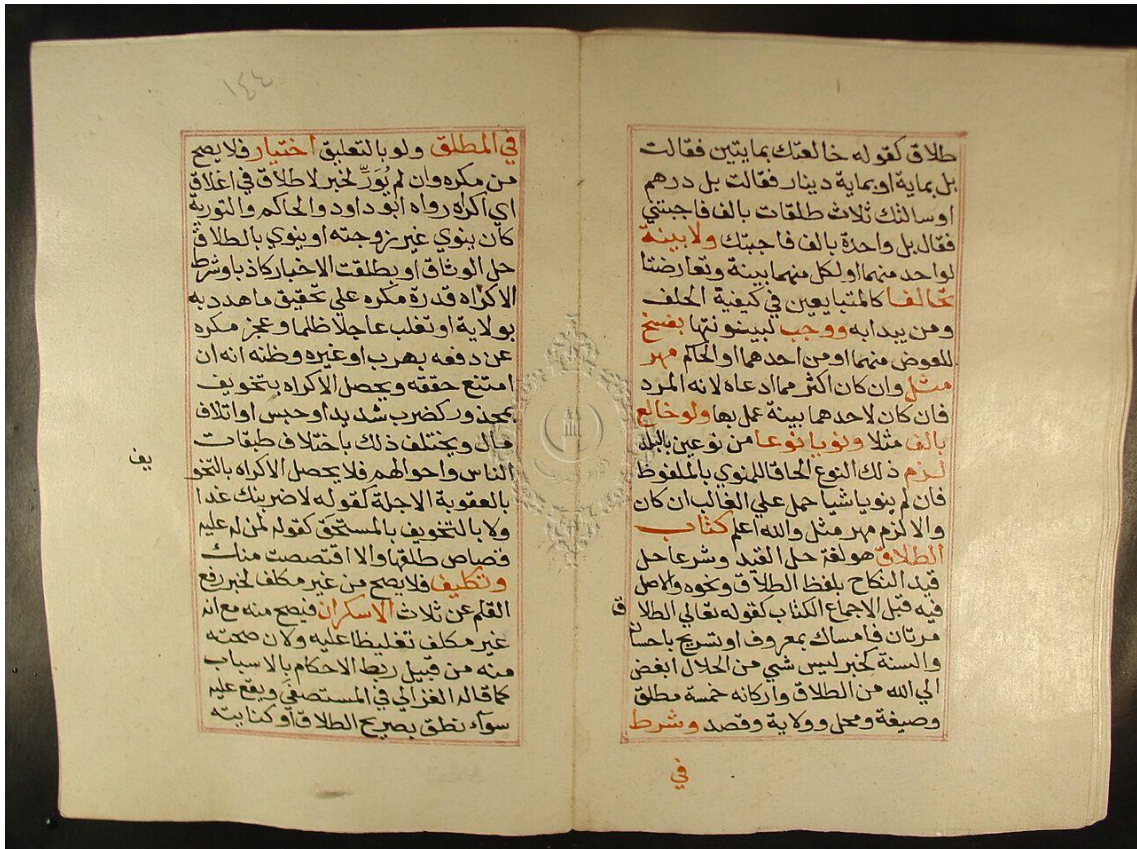 طلاق كقوله خالعتك بمايتين فقالت
بل بماية او بماية دينار فقالت بل درهم
او سالتك ثلاث طلقات بالف فاجبتني
فقال بل واحدة بالف فاجبتك ولا بينة
لواحد منهما او لكل منهما بينة وتعارضتا
تحالفا كالمتبايعين في كيفية الحلف
ومن يبدا به ووجب لبينونتها بفسخ
للعوض منهما او من احدهما او الحاكم مهر
مثل وان كان اكثر مما ادعاه لانه المرد
فان كان لاحدهما بينة عمل بها ولو خالع
بالف مثلا ونويا نوعا من نوعين بالبلد
لزم ذلك النوع الحاقا للمنوي بالملفوظ
فان لم ينويا شيا حمل علي الغالب ان كان
والا لزم مهر مثل والله اعلم كتاب
الطلاق هو لغة حل القيد وشرعا حل
قيد النكاح بلفظ الطلاق ونحوه والاصل
فيه قبل الاجماع الكتاب كقوله تعالي الطلا
ق
مرتان فامساك بمعروف او تسريح باحسان
والسنة كخبر ليس شي من الحلال ابغض
الي الله من الطلاق واركانه خمسة مطلق
وصيغة ومحل وولاية وقصد وشرط
في
١٤٤
في المطلق ولو بالتعليق اختيار فلا يصح
من مكره وان لم يُوَرِّ لخبر لا طلاق في اغلاق
اي اكراه رواه ابو داود والحاكم والتورية
كان ينوي غير زوجته او ينوي بالطلاق
حل الوثاق او بطلقت الاخبار كاذبا وشرط
الاكراه قدرة مكره علي تحقيق ما هدد به
بولاية او تغلب عاجلا ظلما وعجز مكره
عن دفعه بهرب او غيره وظنه انه ان
امتنع حققه ويحصل الاكراه بتخويف
بمحذور كضرب شديد او حبس او اتلاف
مال ويختلف ذلك باختلاف طبقات
الناس واحوالهم فلا يحصل الاكراه بالتخو
يف
بالعقوبة الاجلة كقوله لاضربنك غدا
ولا بالتخويف بالمستحق كقوله لمن له عليه
قصاص طلقها والا اقتصصت منك
وتكليف فلا يصح من غير مكلف لخبر رفع
القلم عن ثلاث الا سكران فيصح منه مع انه
غير مكلف تغليظا عليه ولان صحته
منه من قبيل ربط الاحكام بالاسباب
كما قاله الغزالي في المستصفي ويقع عليه
سواء نطق بصريح الطلاق او كنايته